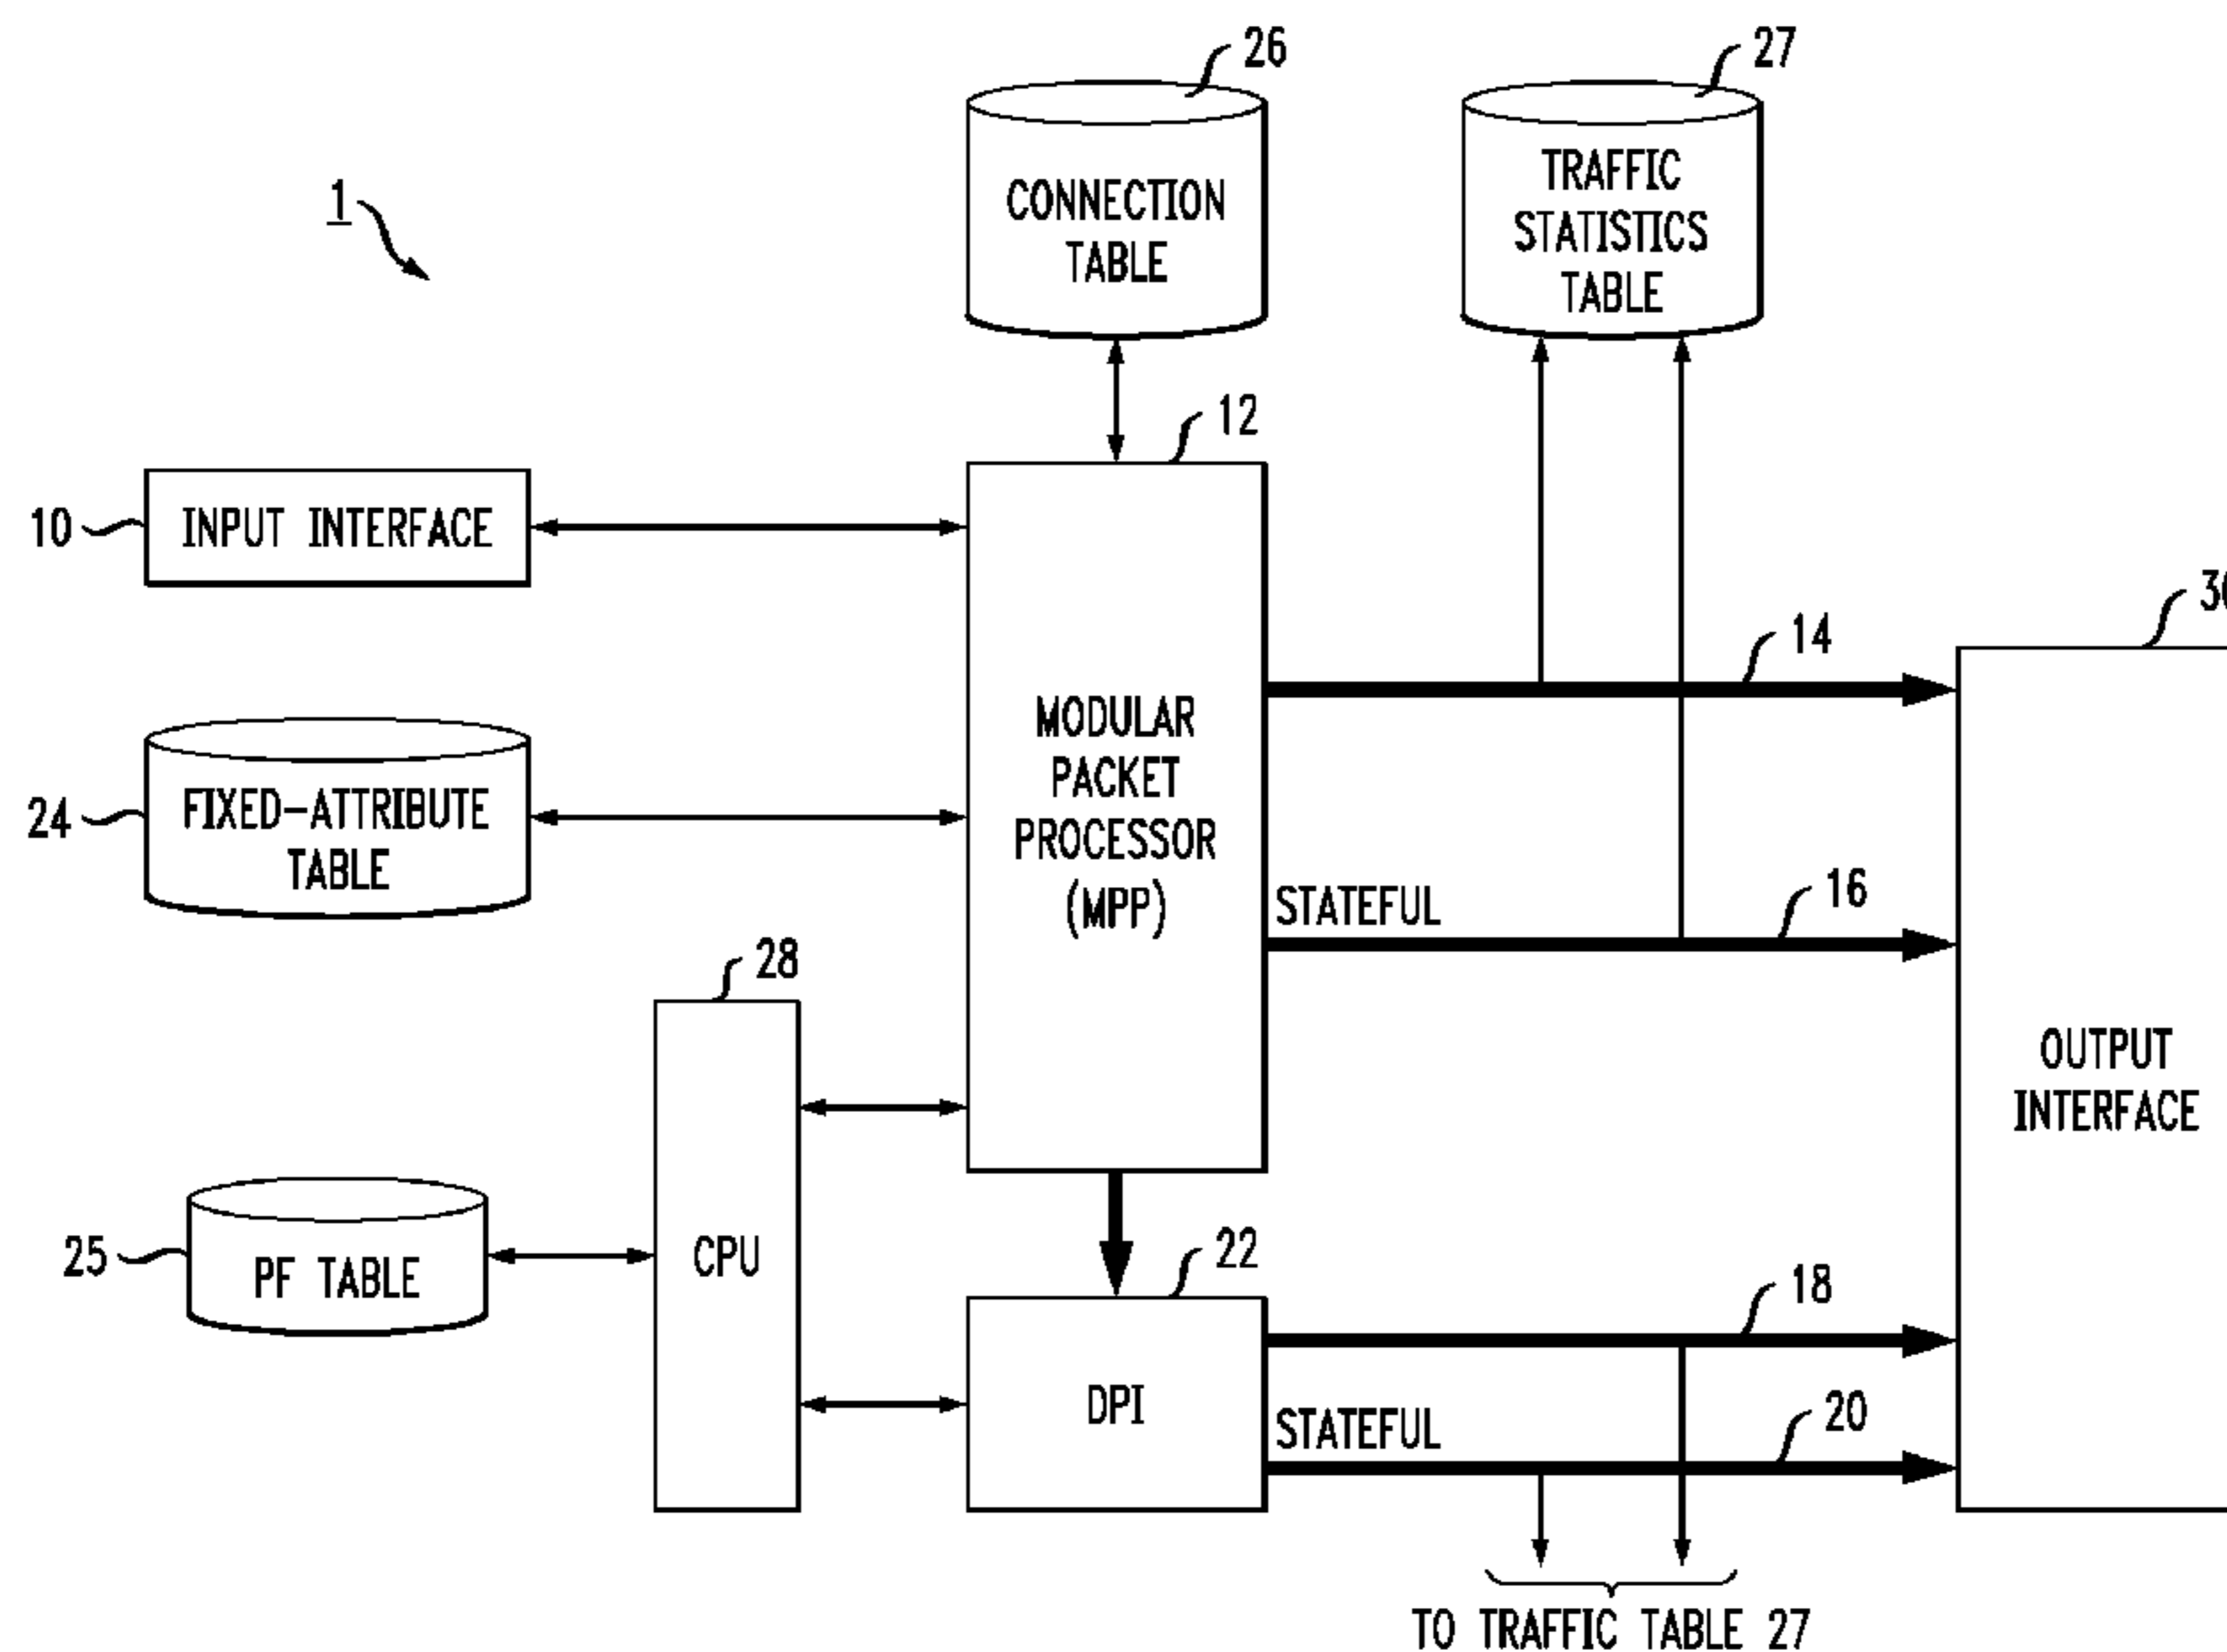 26
27
1
CONNECTION
TABLE
TRAFFIC
STATISTICS
TABLE
12
10
INPUT INTERFACE
14
MODULAR
PACKET
PROCESSOR
(MPP)
24
FIXED-ATTRIBUTE
TABLE
STATEFUL
16
28
OUTPUT
INTERFACE
25
PF TABLE
CPU
22
18
DPI
STATEFUL
20
TO TRAFFIC TABLE 27